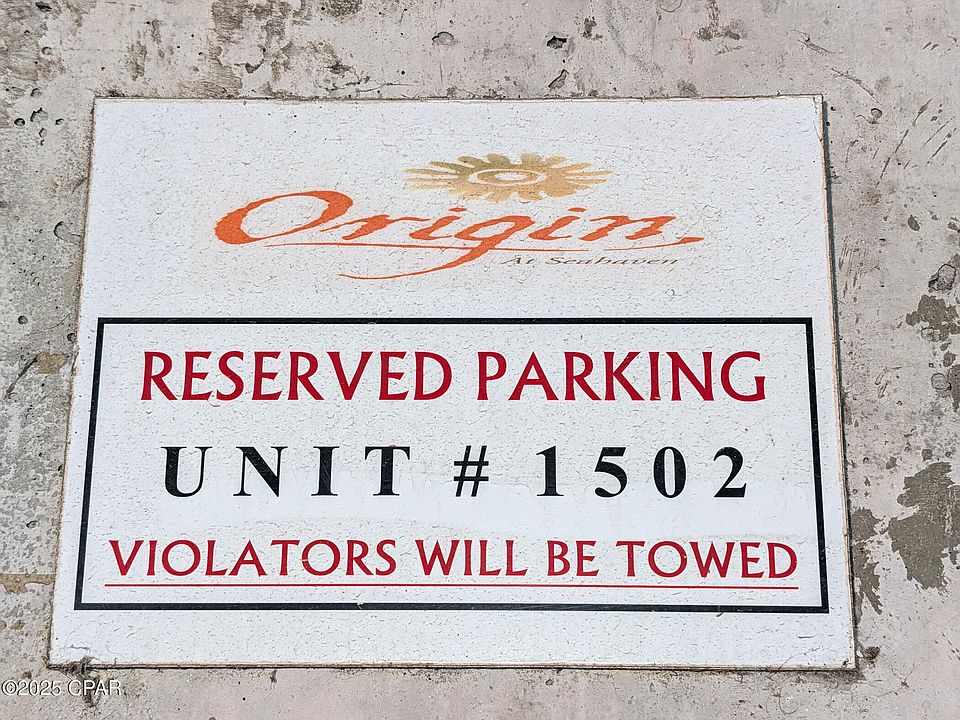 Origin
At Seahaven
RESERVED PARKING
UNIT # 1502
VIOLATORS WILL BE TOWED
©2025 CPAR